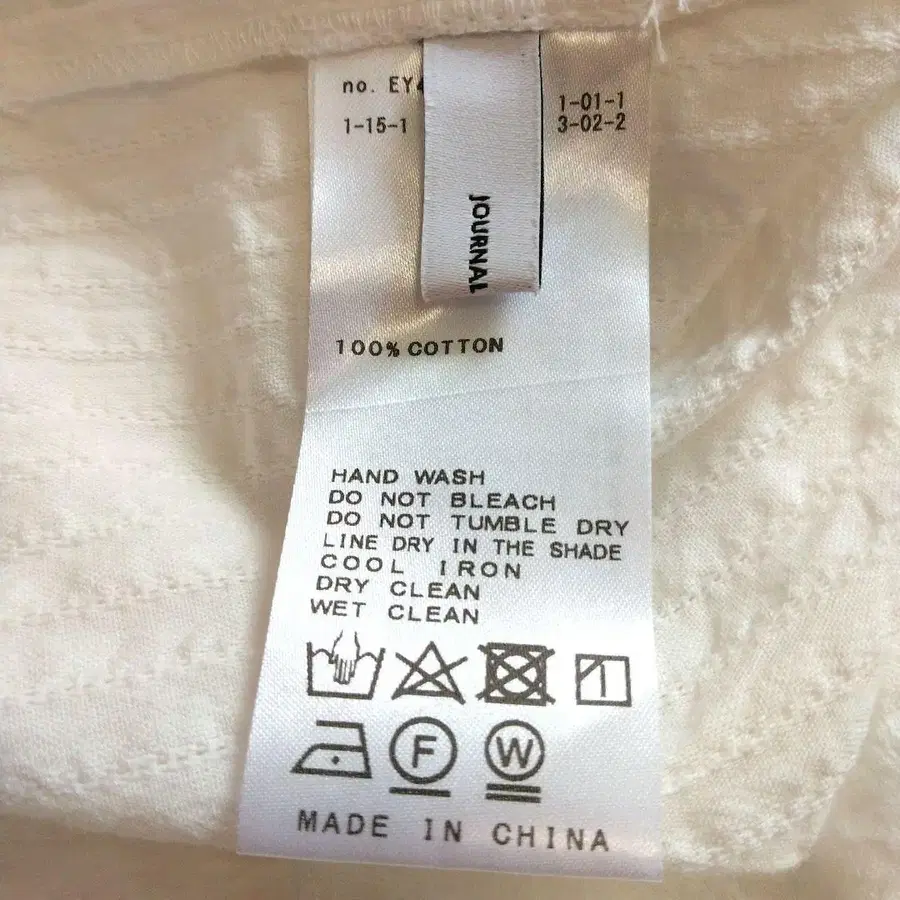 no. EY
1-15-1
1-01-1
3-02-2
JOURNAL
100% COTTON
HAND WASH
DO NOT BLEACH
DO NOT TUMBLE DRY
LINE DRY IN THE SHADE
COOL IRON
DRY CLEAN
WET CLEAN
F
W
MADE IN CHINA